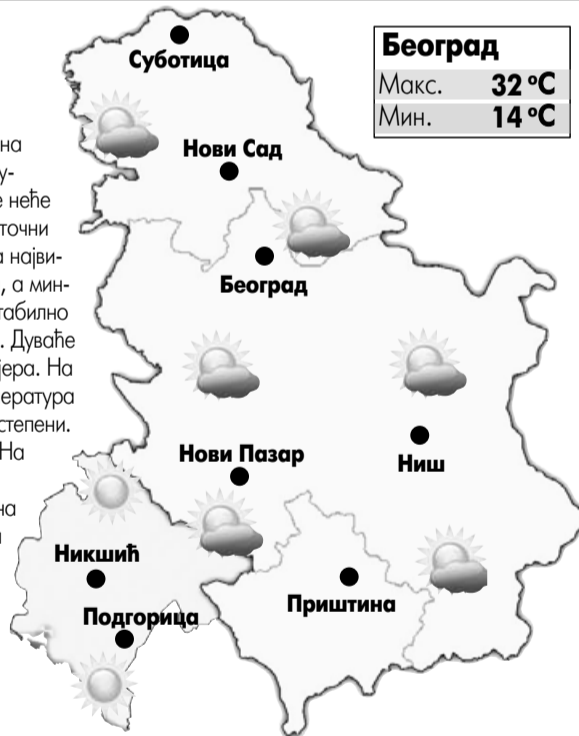 Београд
Макс. 32 °C
Мин. 14 °C
Суботица
Нови Сад
Београд
Нови Пазар
Ниш
Никшић
Подгорица
Приштина
на
у-
е неће
точни
а најви-
, а мин-
табилно
. Дуваће
јера. На
ература
степени.
На
на